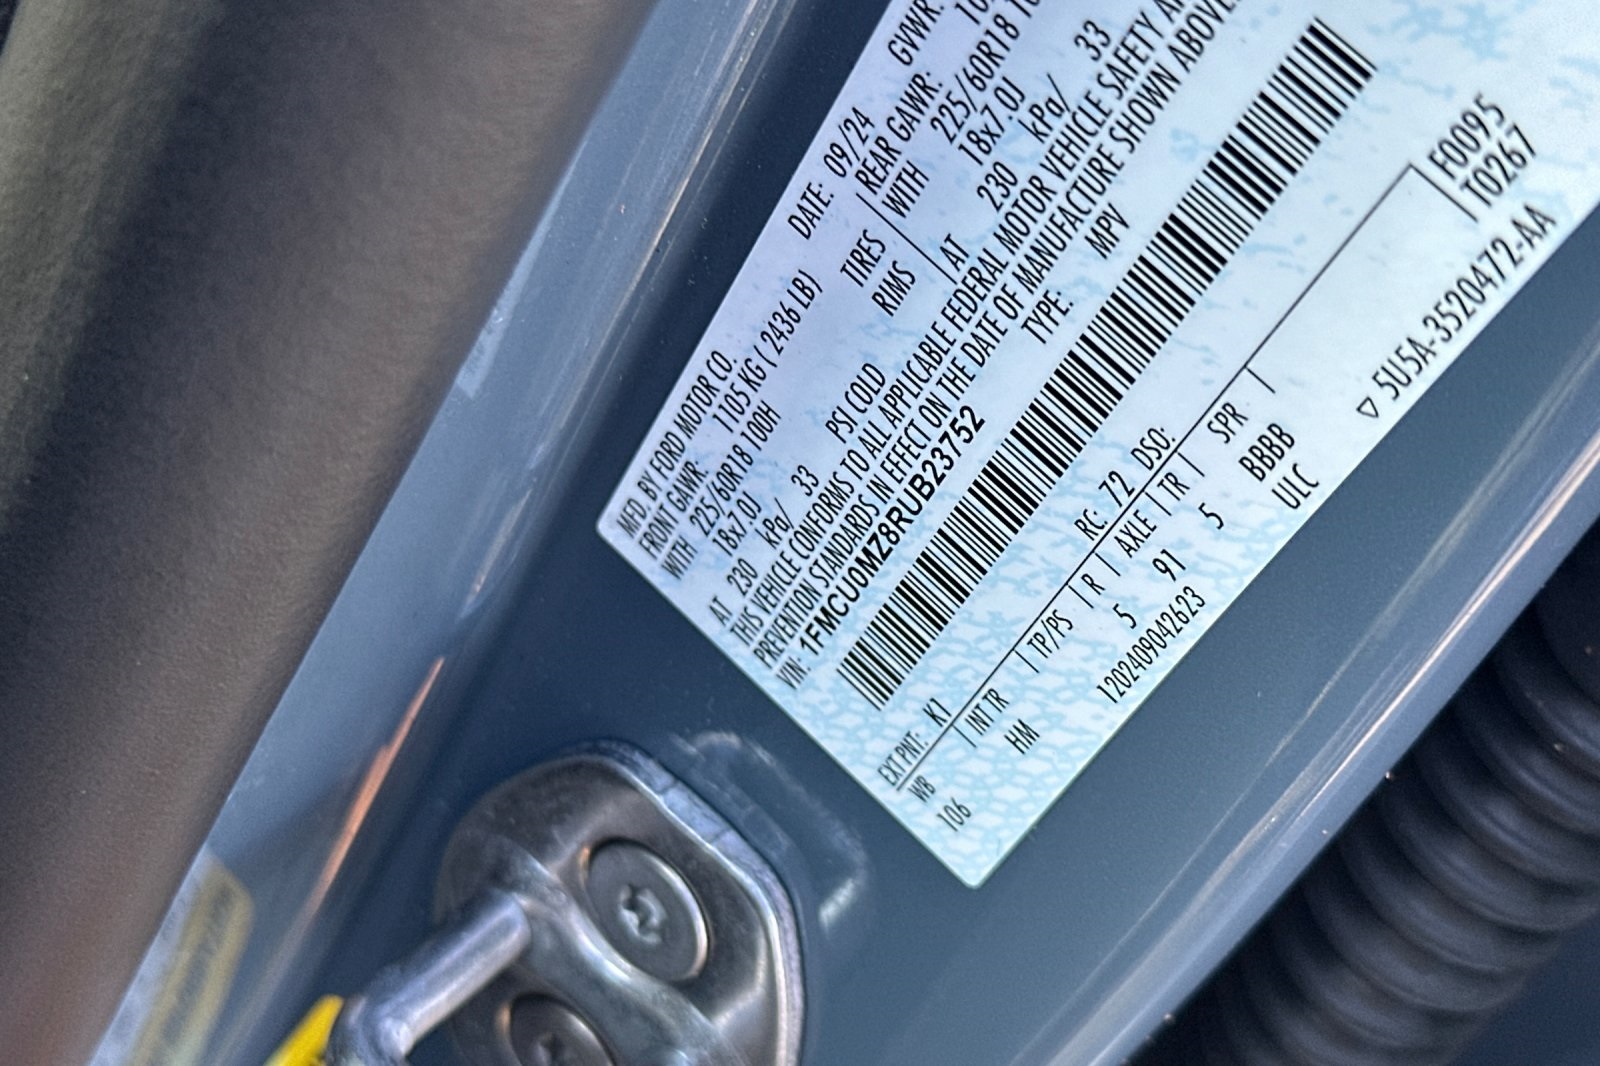 MFD. BY FORD MOTOR CO.
DATE: 09/24
GVWR:
FRONT GAWR: 1105 KG ( 2436 LB)
REAR GAWR:
WITH 225/60R18 100H
TIRES
WITH 225/60R18
18x7.0J
RIMS
18x7.0J
AT 230 kPa/ 33 PSI COLD
AT 230 kPa/ 33
THIS VEHICLE CONFORMS TO ALL APPLICABLE FEDERAL MOTOR VEHICLE SAFETY
PREVENTION STANDARDS IN EFFECT ON THE DATE OF MANUFACTURE SHOWN ABOVE
VIN: 1FMCU0MZ8RUB23752
TYPE: MPV
EXT PNT: K1 RC: 72 DSO: F0095
WB INT TR TP/PS R AXLE TR SPR T0267
106 HM 5 91 5 BBBB
1202409042623 ULC
▽ 5U5A-3520472-AA